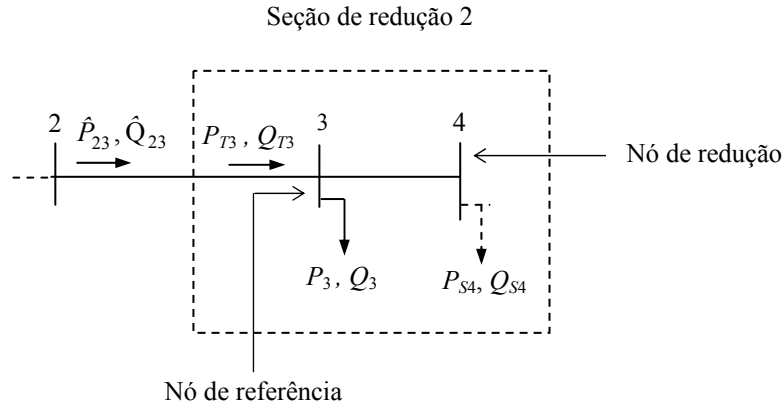 Seção de redução 2
2
P̂23 , Q̂23
PT3 , QT3
3
4
Nó de redução
P3 , Q3
PS4, QS4
Nó de referência